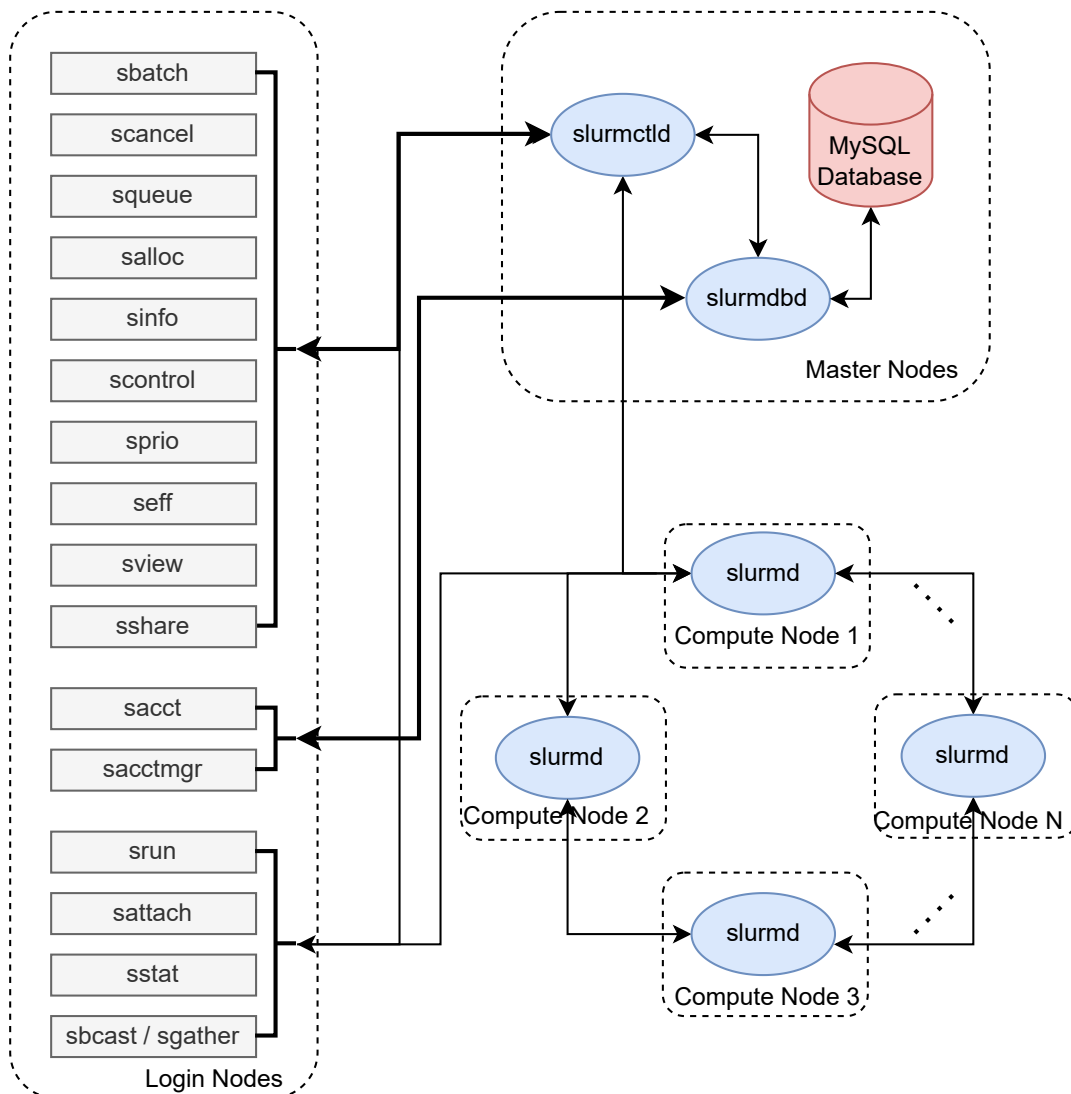 sbatch
scancel
squeue
salloc
sinfo
scontrol
sprio
seff
sview
sshare
sacct
sacctmgr
srun
sattach
sstat
sbcast / sgather
Login Nodes
slurmctld
MySQL
Database
slurmdbd
Master Nodes
slurmd
Compute Node 1
slurmd
Compute Node 2
slurmd
Compute Node N
slurmd
Compute Node 3